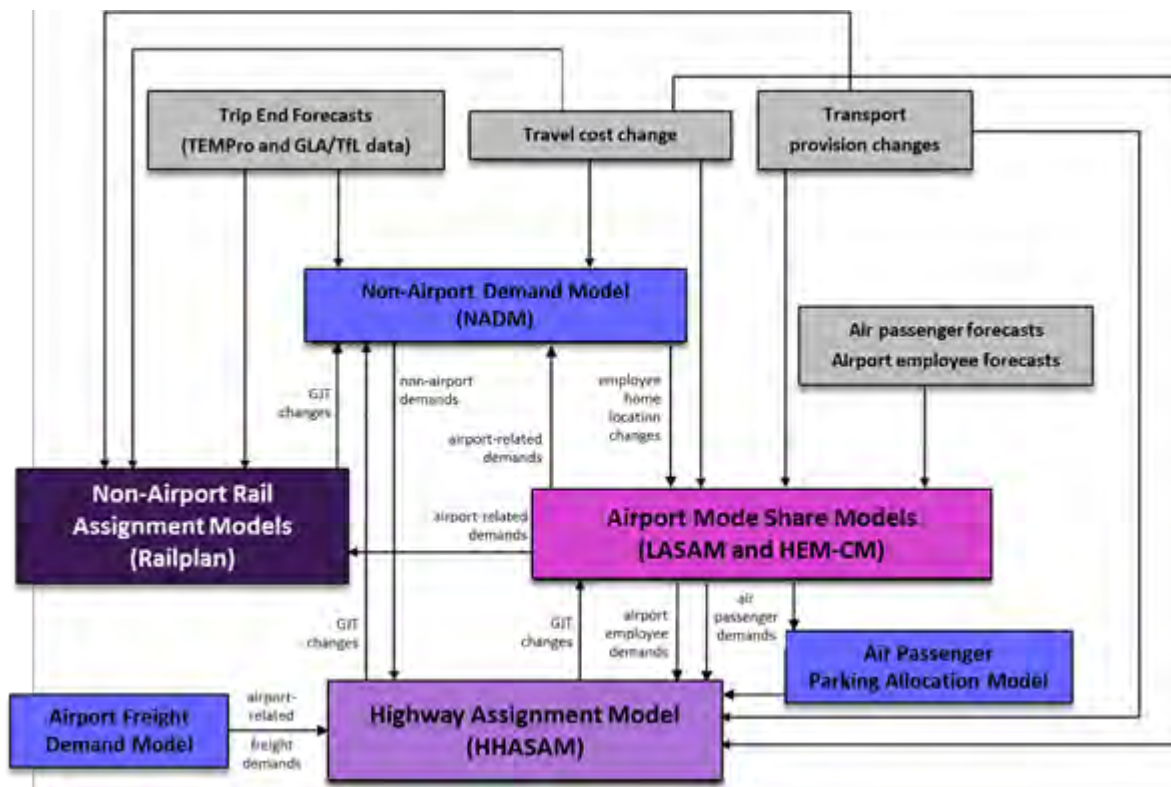 Trip End Forecasts
(TEMPro and GLA/TfL data)
Travel cost change
Transport
provision changes
Non-Airport Demand Model
(NADM)
Air passenger forecasts
Airport employee forecasts
GJT
changes
non-airport
demands
employee
home
location
changes
airport-related
demands
Non-Airport Rail
Assignment Models
(Railplan)
airport-related
demands
Airport Mode Share Models
(LASAM and HEM-CM)
GJT
changes
GJT
changes
airport
employee
demands
air
passenger
demands
Air Passenger
Parking Allocation Model
Airport Freight
Demand Model
airport-
related
freight
demands
Highway Assignment Model
(HHASAM)